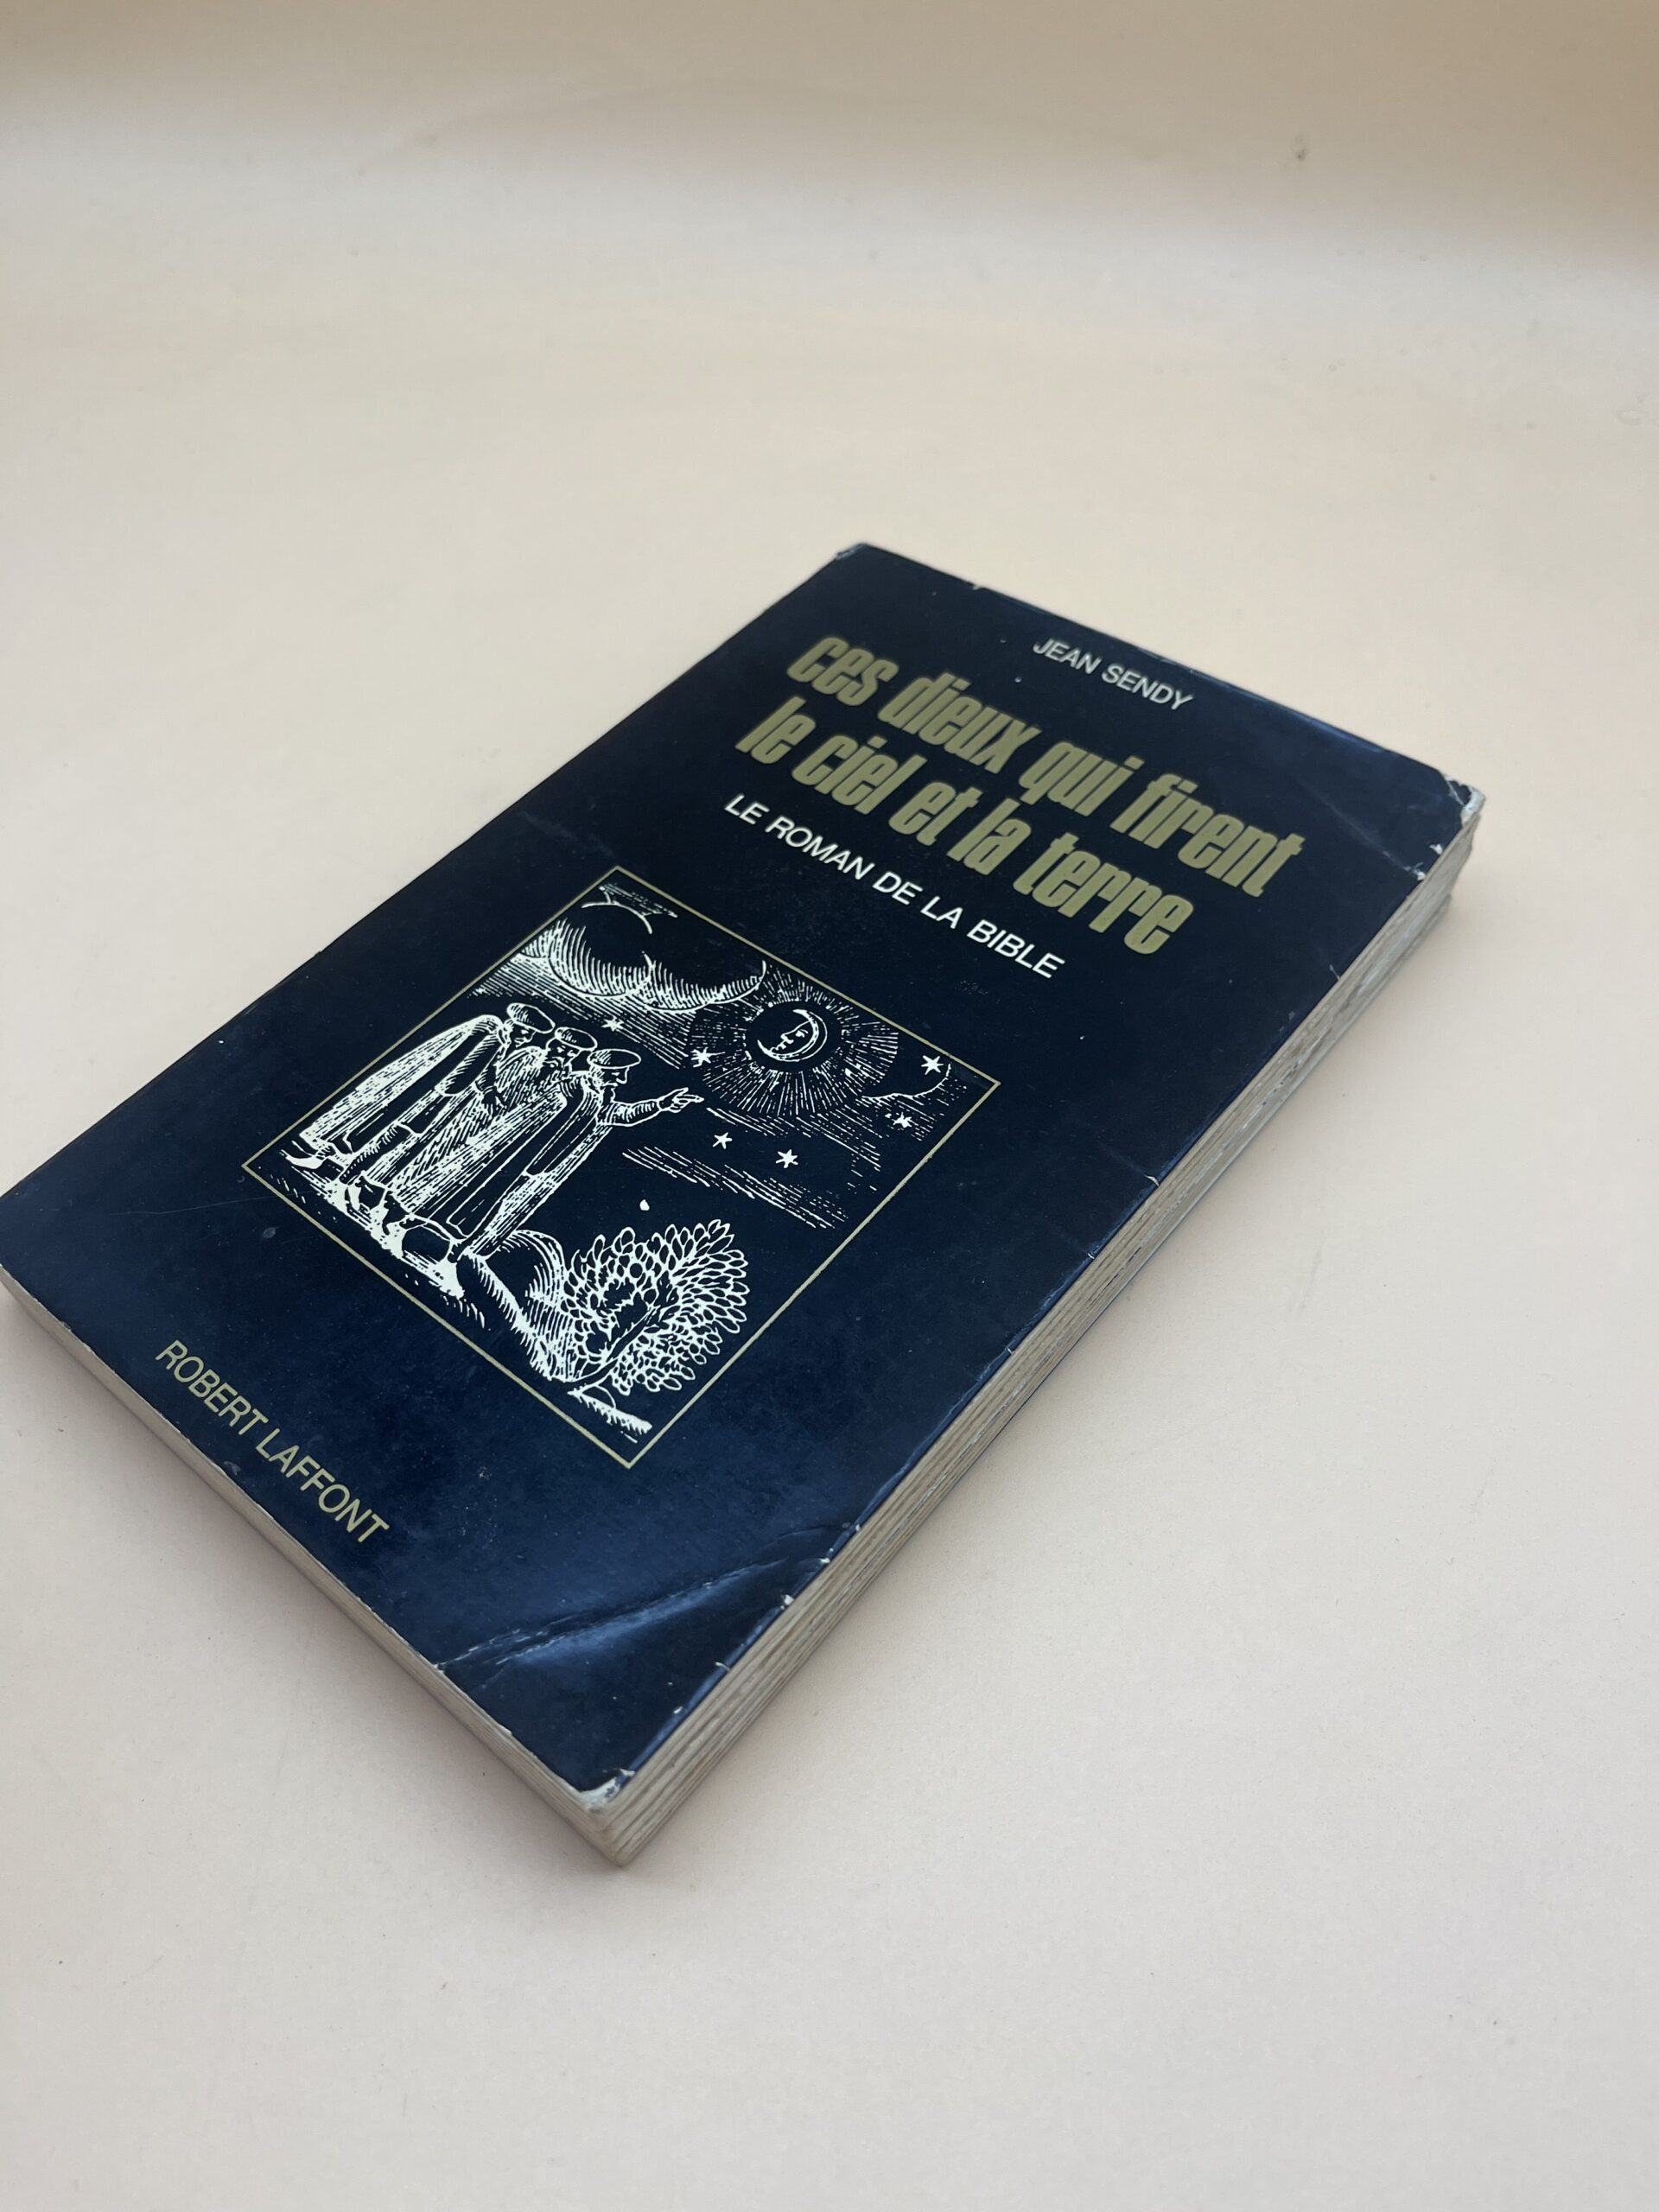 JEAN SENDY
ces dieux qui firent
le ciel et la terre
LE ROMAN DE LA BIBLE
ROBERT LAFFONT